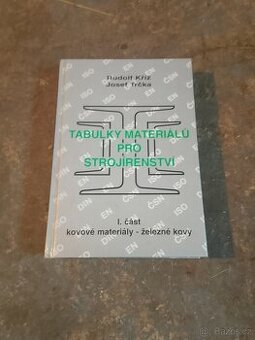 Rudolf Kříž
Josef Trčka
TABULKY MATERIÁLŮ
PRO
STROJÍRENSTVÍ
I. část
kovové materiály - železné kovy